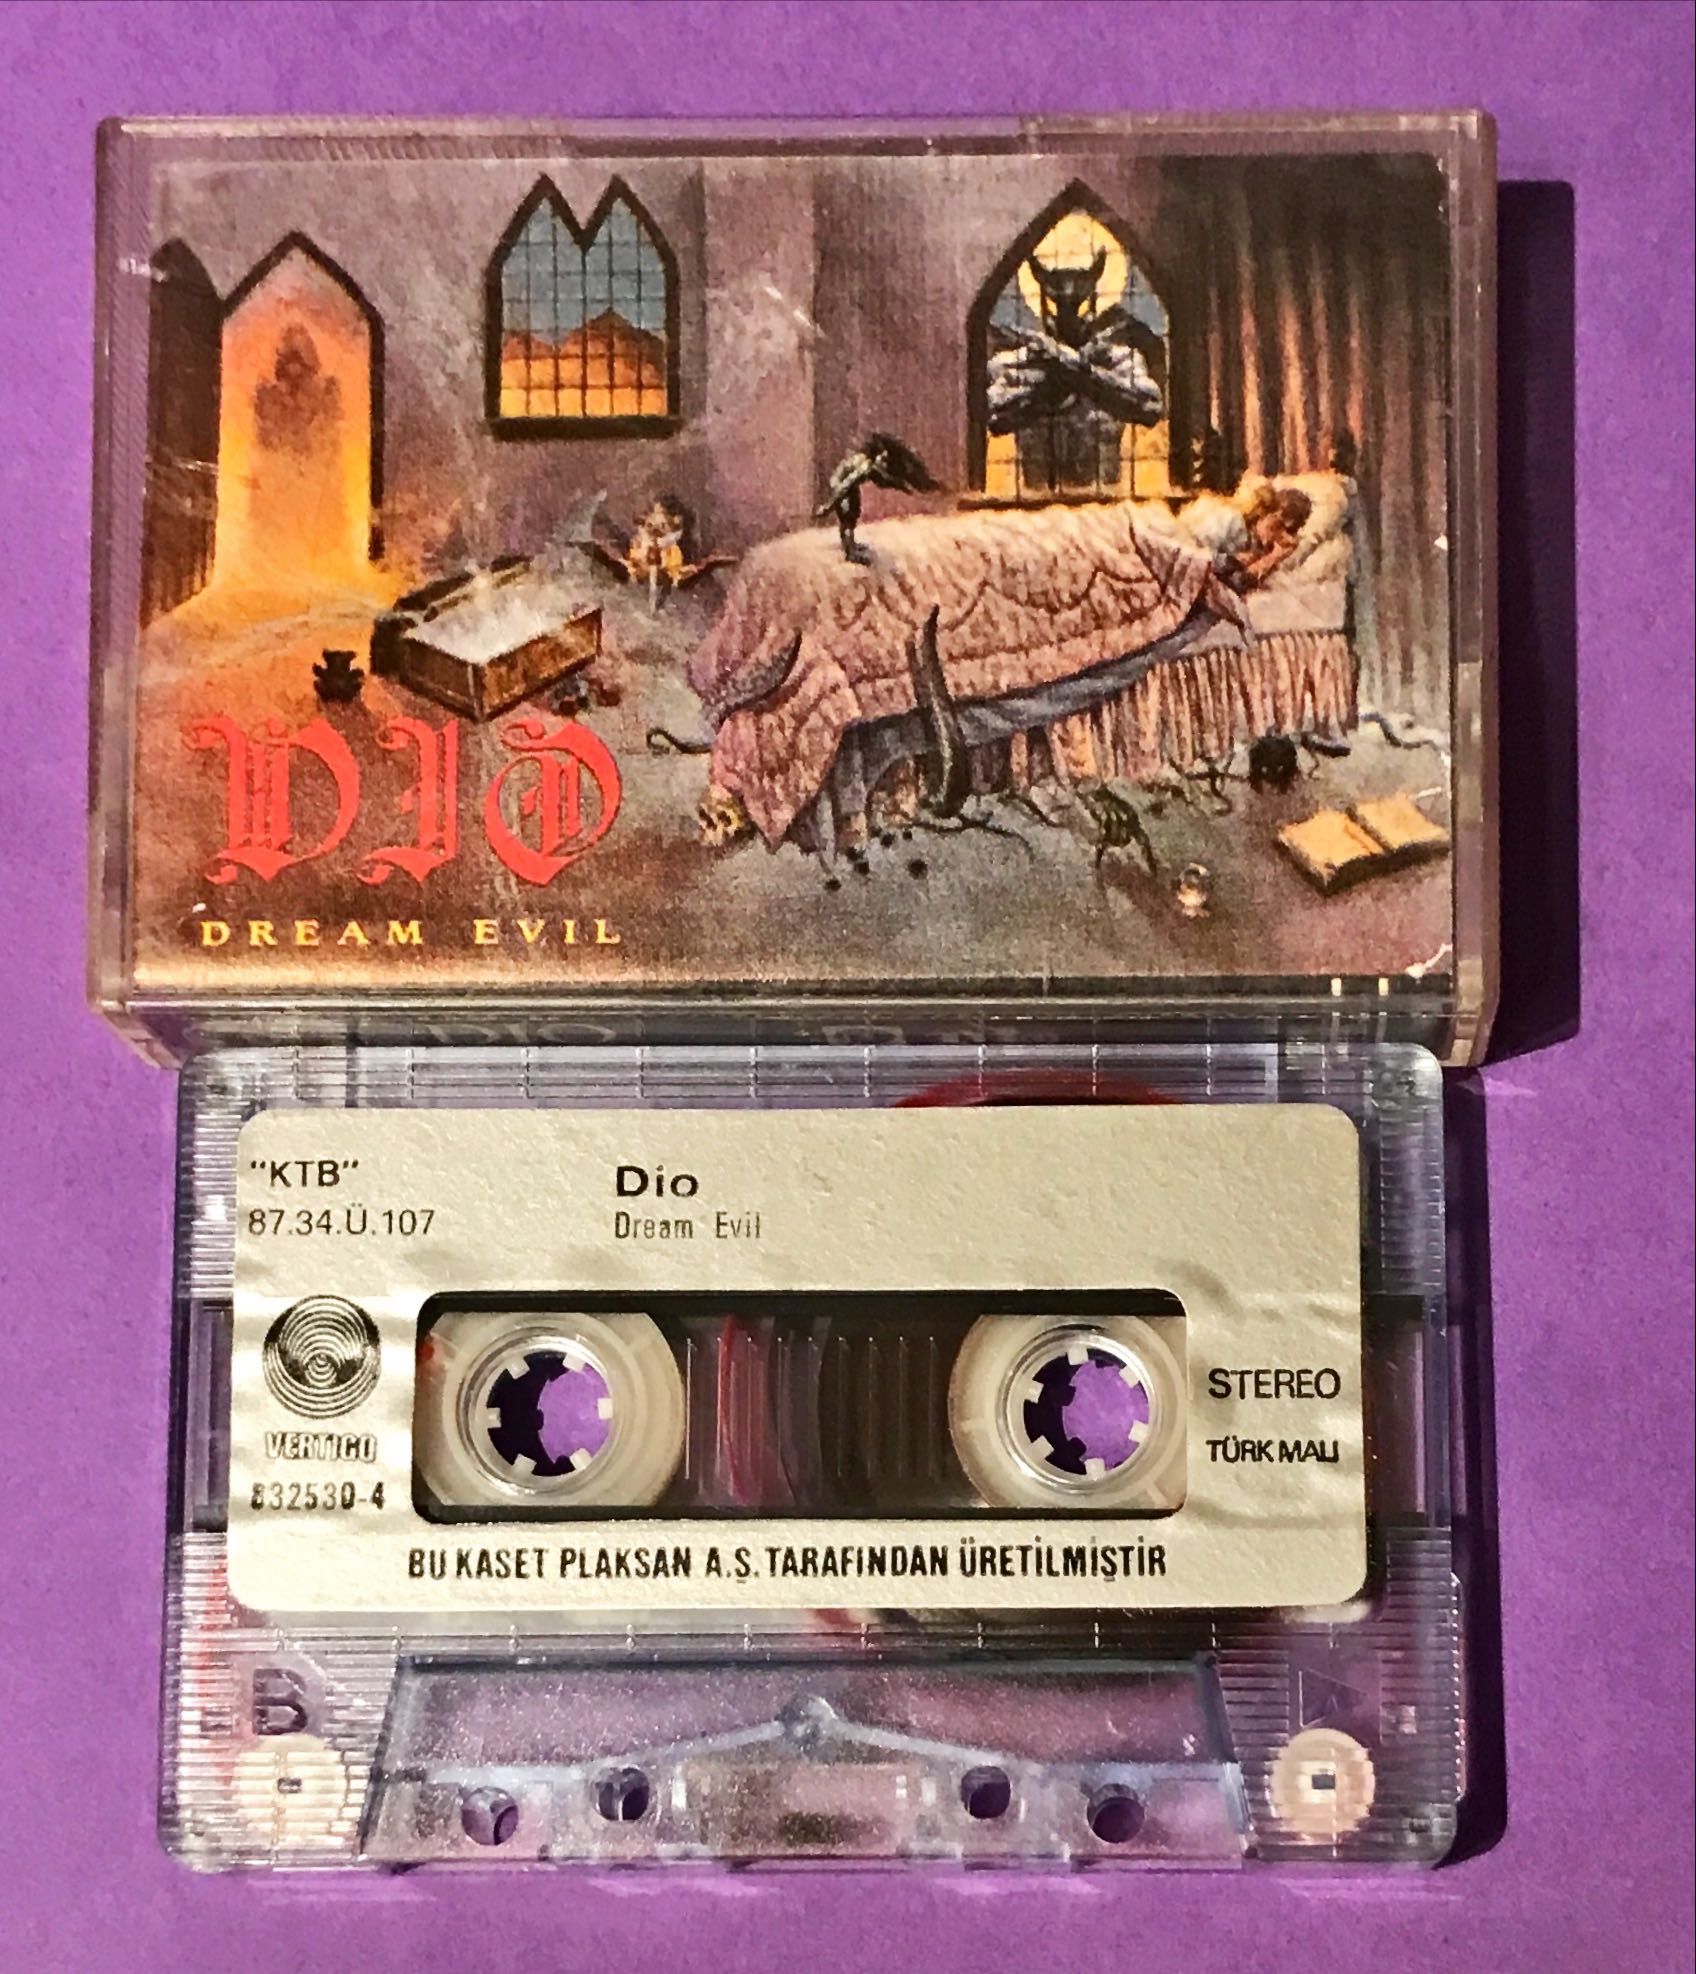 DIO
DREAM EVIL
"KTB"
87.34.Ü.107
Dio
Dream Evil
VERTIGO
832530-4
STEREO
TÜRK MALI
BU KASET PLAKSAN A.Ş. TARAFINDAN ÜRETİLMİŞTİR